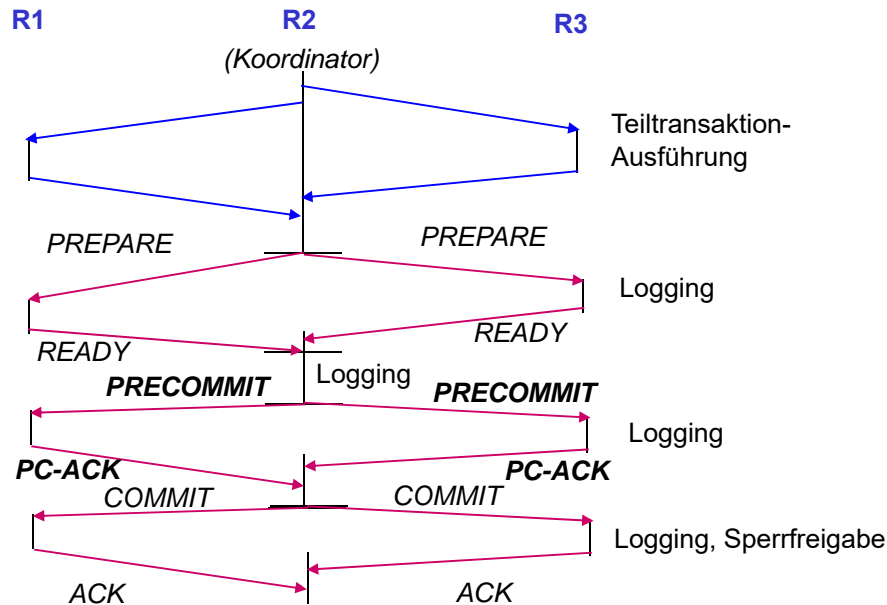 R1
R2
R3
(Koordinator)
Teiltransaktion-
Ausführung
PREPARE
PREPARE
Logging
READY
READY
Logging
PRECOMMIT
PRECOMMIT
Logging
PC-ACK
PC-ACK
COMMIT
COMMIT
Logging, Sperrfreigabe
ACK
ACK